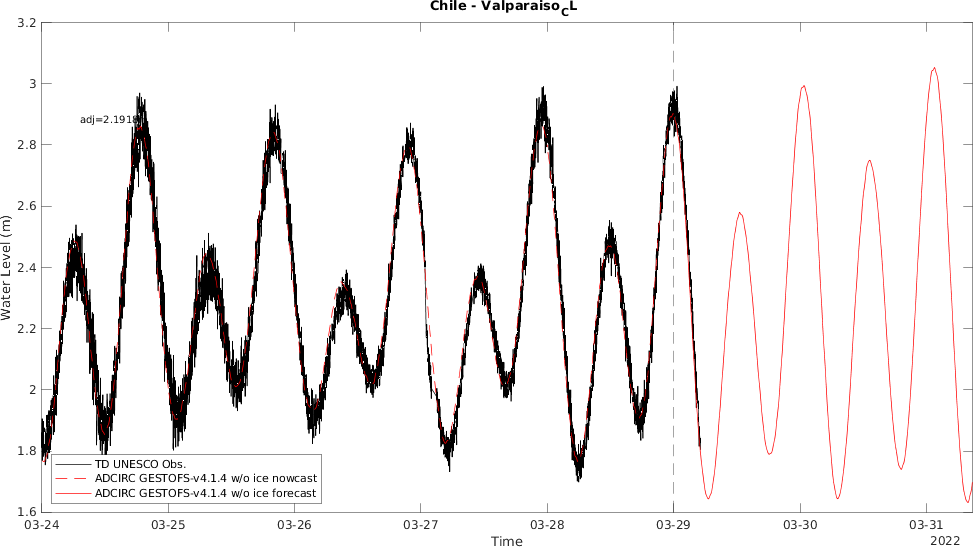 Chile - Valparaiso_CL
3.2
3
2.8
2.6
2.4
2.2
2
1.8
1.6
Water Level (m)
adj=2.1918
TD UNESCO Obs.
ADCIRC GESTOFS-v4.1.4 w/o ice nowcast
ADCIRC GESTOFS-v4.1.4 w/o ice forecast
03-24 03-25 03-26 03-27 03-28 03-29 03-30 03-31
Time
2022